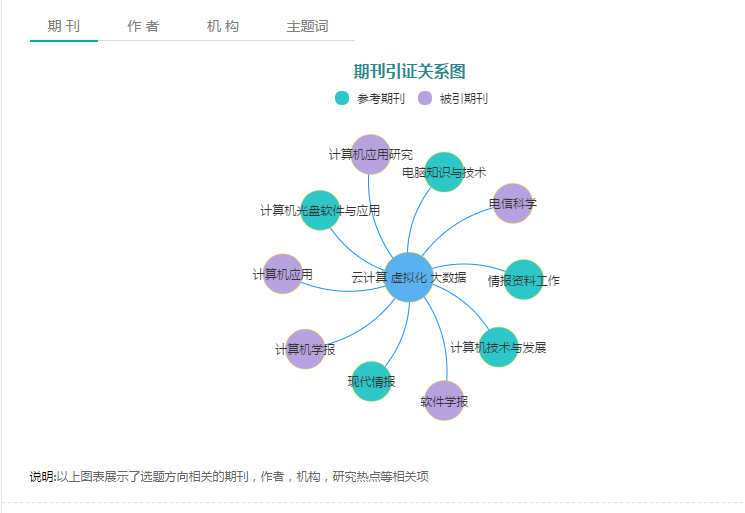 期 刊 作 者 机 构 主题词
期刊引证关系图
参考期刊 被引期刊
计算机应用研究
电脑知识与技术
电信科学
计算机光盘软件与应用
计算机应用
云计算 虚拟化 大数据
情报资料工作
计算机学报
计算机技术与发展
现代情报
软件学报
说明:以上图表展示了选题方向相关的期刊，作者，机构，研究热点等相关项